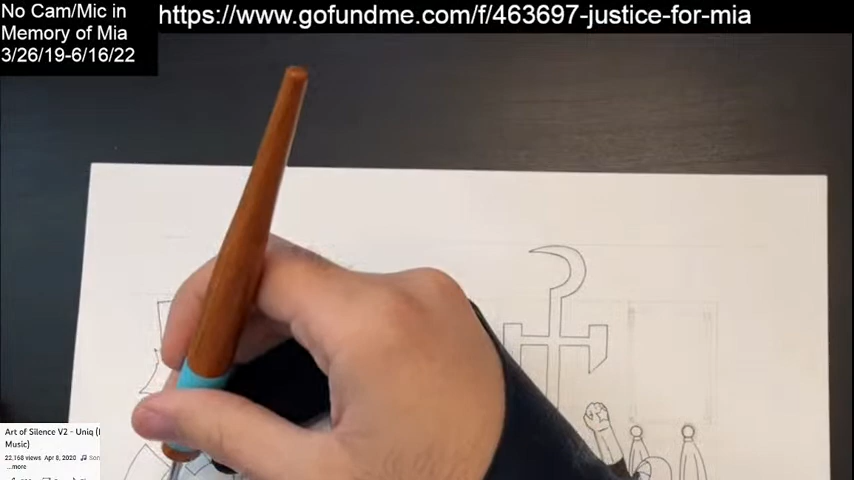 No Cam/Mic in
Memory of Mia
3/26/19-6/16/22
https://www.gofundme.com/f/463697-justice-for-mia
Art of Silence V2 - Uniq (
Music)
22,168 views Apr 8, 2020
...more